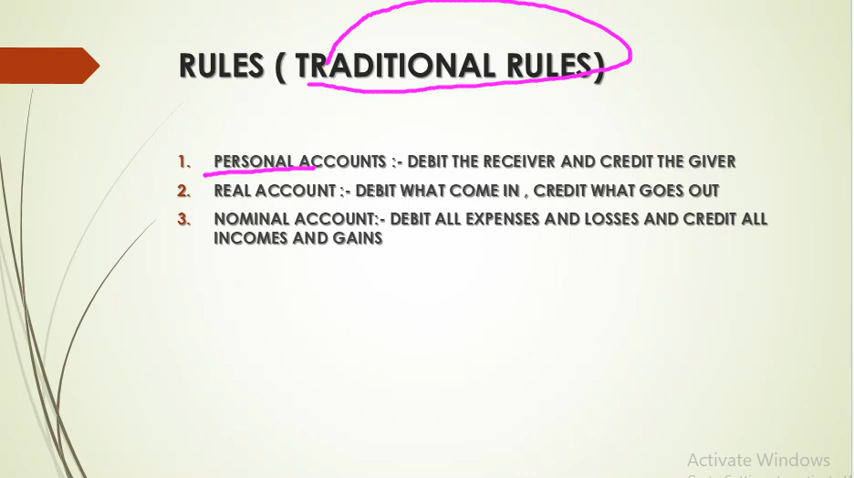 RULES ( TRADITIONAL RULES)
1. PERSONAL ACCOUNTS :- DEBIT THE RECEIVER AND CREDIT THE GIVER
2. REAL ACCOUNT :- DEBIT WHAT COME IN , CREDIT WHAT GOES OUT
3. NOMINAL ACCOUNT:- DEBIT ALL EXPENSES AND LOSSES AND CREDIT ALL
INCOMES AND GAINS
Activate Windows